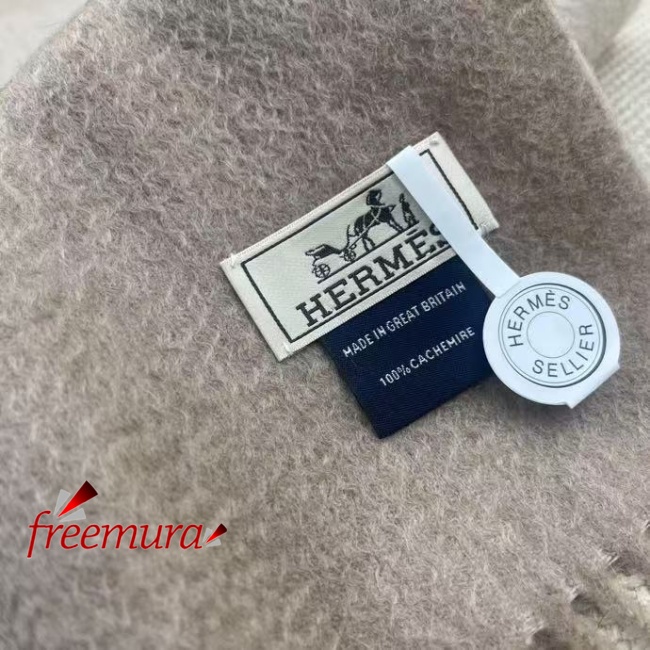 HERMÈS
MADE IN GREAT BRITAIN
100% CACHEMIRE
HERMÈS
SELLIER
freemura